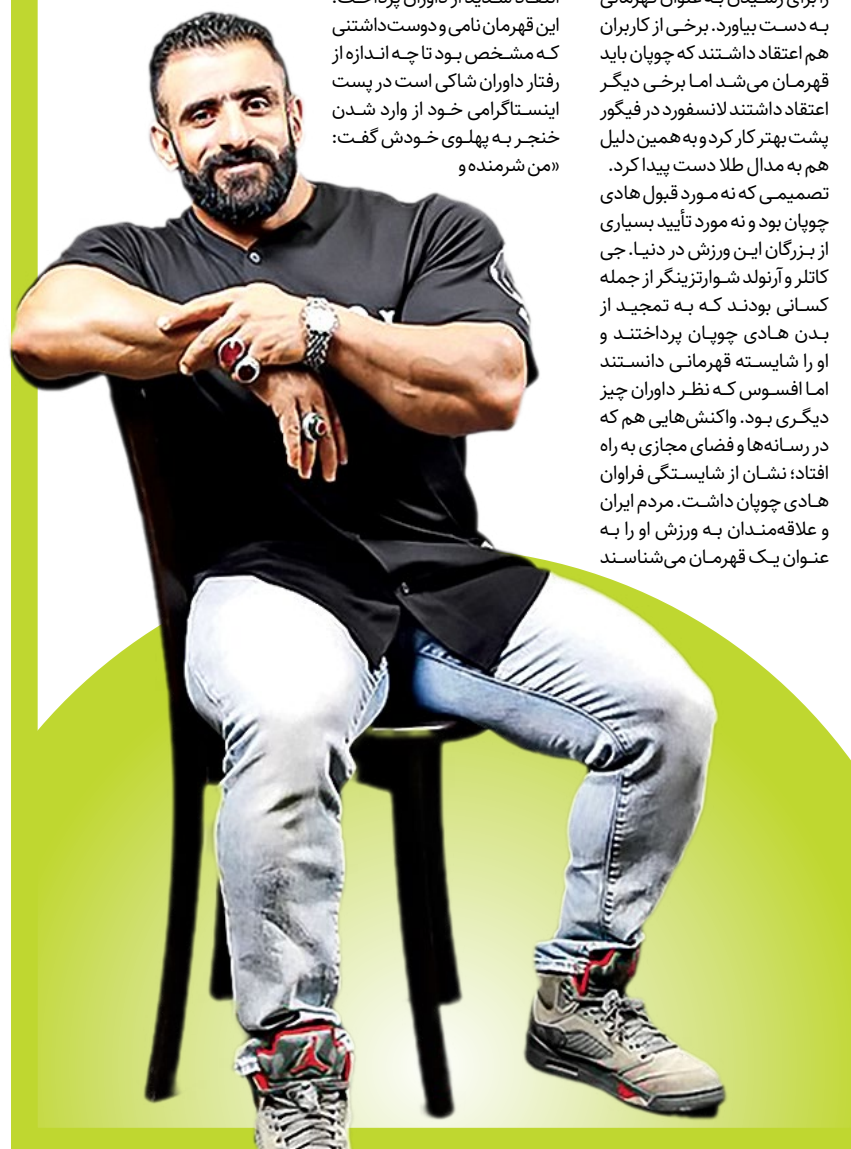 را برای رسیدن به عنوان قهرمانی
به دست بیاورد. برخی از کاربران
هم اعتقاد داشتند که چوپان باید
قهرمان می‌شد اما برخی دیگر
اعتقاد داشتند لانسفورد در فیگور
پشت بهتر کار کرد و به همین دلیل
هم به مدال طلا دست پیدا کرد.
تصمیمی که نه مورد قبول هادی
چوپان بود و نه مورد تأیید بسیاری
از بزرگان این ورزش در دنیا. جی
کاتلر و آرنولد شوارتزینگر از جمله
کسانی بودند که به تمجید از
بدن هادی چوپان پرداختند و
او را شایسته قهرمانی دانستند
اما افسوس که نظر داوران چیز
دیگری بود. واکنش‌هایی هم که
در رسانه‌ها و فضای مجازی به راه
افتاد؛ نشان از شایستگی فراوان
هادی چوپان داشت. مردم ایران
و علاقه‌مندان به ورزش او را به
عنوان یک قهرمان می‌شناسند
انتقاد شدید از داوران پرداخت.
این قهرمان نامی و دوست‌داشتنی
که مشخص بود تا چه اندازه از
رفتار داوران شاکی است در پست
اینستاگرامی خود از وارد شدن
خنجر به پهلوی خودش گفت:
«من شرمنده و